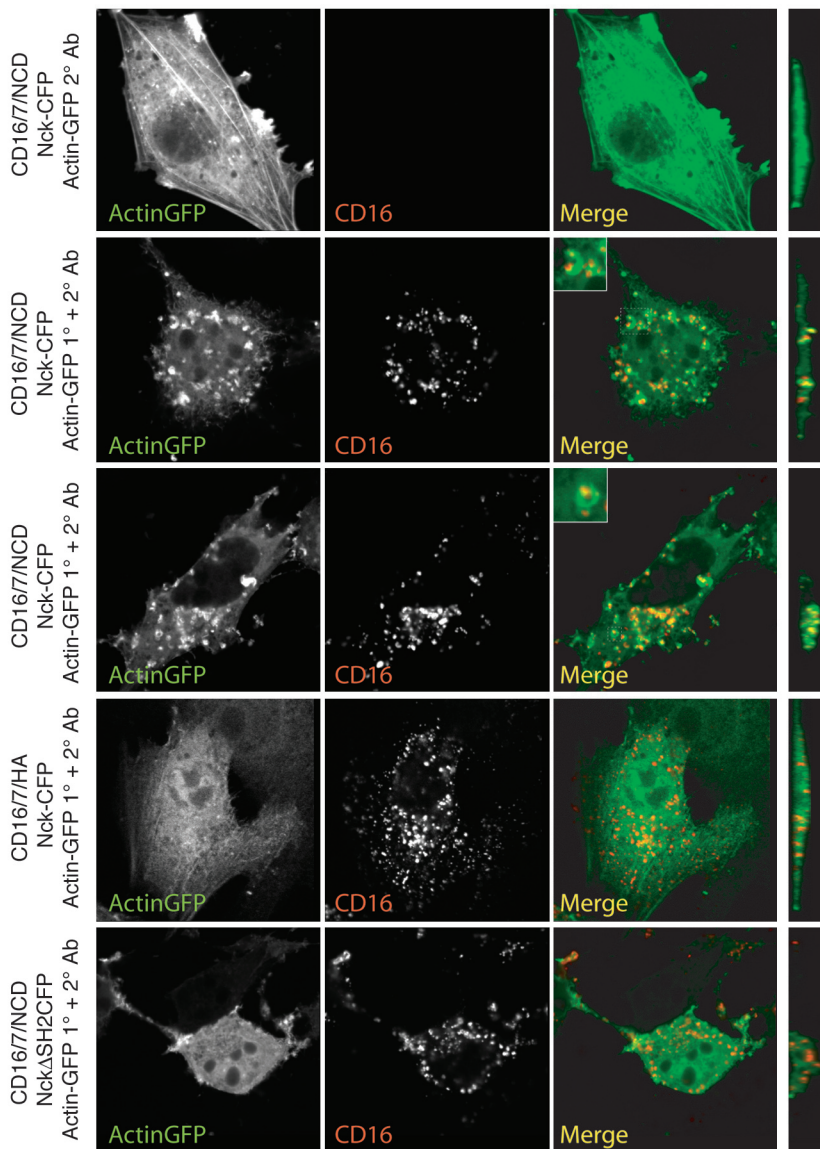 CD16/7/NCD
Nck-CFP
Actin-GFP 2° Ab
ActinGFP
CD16
Merge
CD16/7/NCD
Nck-CFP
Actin-GFP 1° + 2° Ab
ActinGFP
CD16
Merge
CD16/7/NCD
Nck-CFP
Actin-GFP 1° + 2° Ab
ActinGFP
CD16
Merge
CD16/7/HA
Nck-CFP
Actin-GFP 1° + 2° Ab
ActinGFP
CD16
Merge
CD16/7/NCD
NckΔSH2CFP
Actin-GFP 1° + 2° Ab
ActinGFP
CD16
Merge